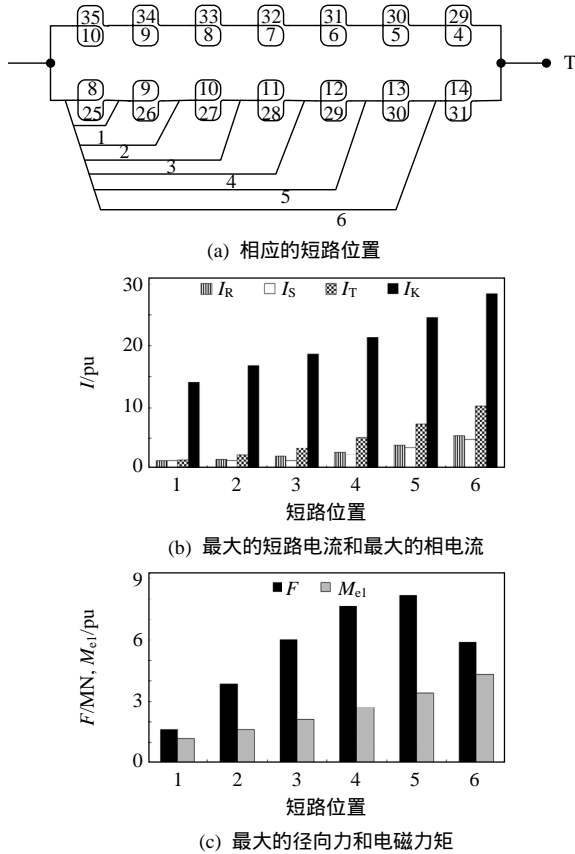 35 34 33 32 31 30 29
10 9 8 7 6 5 4
T
8 9 10 11 12 13 14
25 26 27 28 29 30 31
1
2
3
4
5
6
(a) 相应的短路位置
30
20
10
0
I/pu
I_R I_S I_T I_K
1 2 3 4 5 6
短路位置
(b) 最大的短路电流和最大的相电流
9
6
3
0
F/MN, M_e1/pu
F M_e1
1 2 3 4 5 6
短路位置
(c) 最大的径向力和电磁力矩